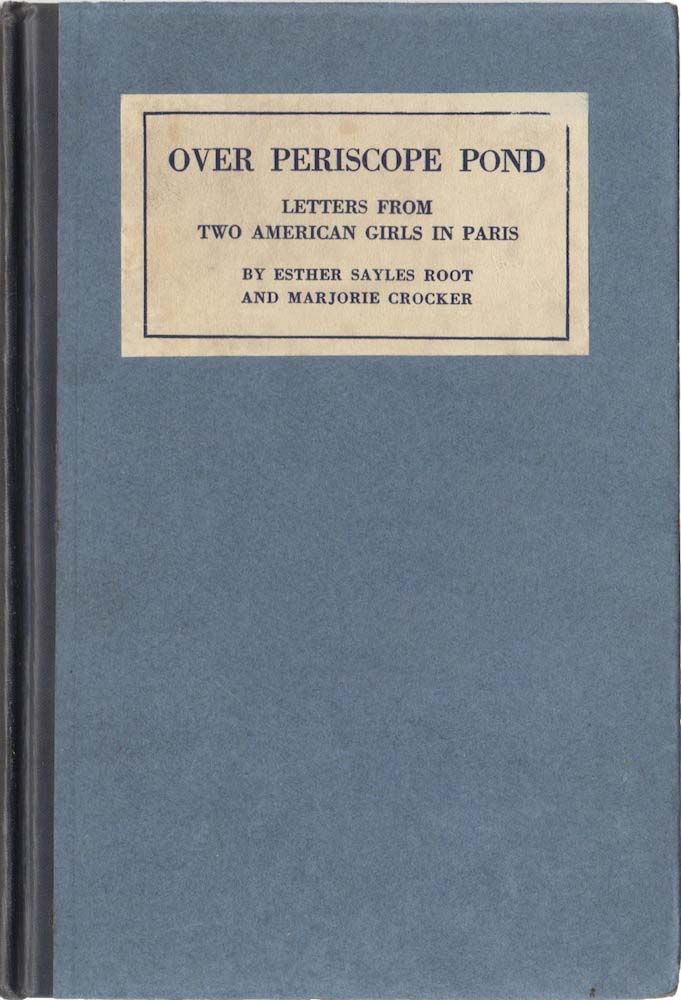 OVER PERISCOPE POND
LETTERS FROM
TWO AMERICAN GIRLS IN PARIS
BY ESTHER SAYLES ROOT
AND MARJORIE CROCKER